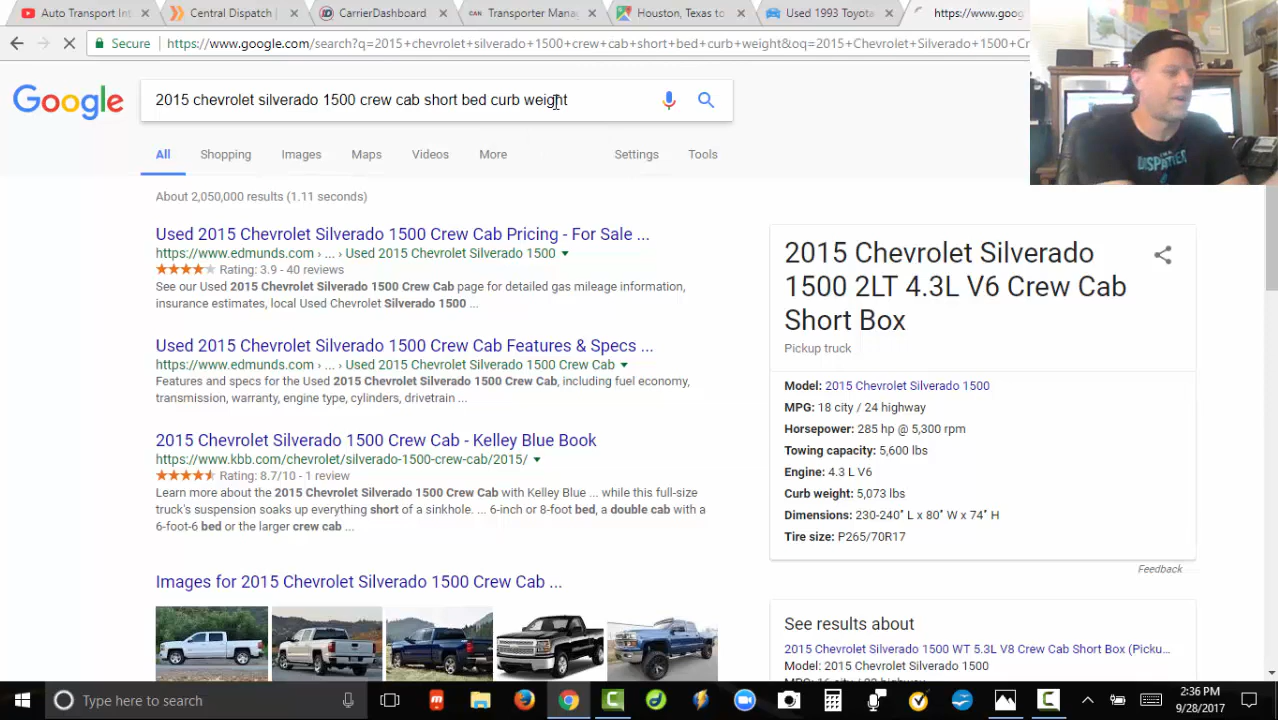 Auto Transport Int
Central Dispatch |
CarrierDashboard
CAN Transporter Mana
Houston, Texas to
Used 1993 Toyota
https://www.goog
Secure
https://www.google.com/search?q=2015+chevrolet+silverado+1500+crew+cab+short+bed+curb+weight&oq=2015+Chevrolet+Silverado+1500+Cr
Google
2015 chevrolet silverado 1500 crew cab short bed curb weight
All Shopping Images Maps Videos More Settings Tools
About 2,050,000 results (1.11 seconds)
Used 2015 Chevrolet Silverado 1500 Crew Cab Pricing - For Sale ...
https://www.edmunds.com › ... › Used 2015 Chevrolet Silverado 1500
Rating: 3.9 - 40 reviews
See our Used 2015 Chevrolet Silverado 1500 Crew Cab page for detailed gas mileage information,
insurance estimates, local Used Chevrolet Silverado 1500 ...
Used 2015 Chevrolet Silverado 1500 Crew Cab Features & Specs ...
https://www.edmunds.com › ... › Used 2015 Chevrolet Silverado 1500 Crew Cab
Features and specs for the Used 2015 Chevrolet Silverado 1500 Crew Cab, including fuel economy,
transmission, warranty, engine type, cylinders, drivetrain ...
2015 Chevrolet Silverado 1500 Crew Cab - Kelley Blue Book
https://www.kbb.com/chevrolet/silverado-1500-crew-cab/2015/
Rating: 8.7/10 - 1 review
Learn more about the 2015 Chevrolet Silverado 1500 Crew Cab with Kelley Blue ... while this full-size
truck's suspension soaks up everything short of a sinkhole. ... 6-inch or 8-foot bed, a double cab with a
6-foot-6 bed or the larger crew cab ...
Images for 2015 Chevrolet Silverado 1500 Crew Cab ...
2015 Chevrolet Silverado
1500 2LT 4.3L V6 Crew Cab
Short Box
Pickup truck
Model: 2015 Chevrolet Silverado 1500
MPG: 18 city / 24 highway
Horsepower: 285 hp @ 5,300 rpm
Towing capacity: 5,600 lbs
Engine: 4.3 L V6
Curb weight: 5,073 lbs
Dimensions: 230-240″ L x 80″ W x 74″ H
Tire size: P265/70R17
Feedback
See results about
2015 Chevrolet Silverado 1500 WT 5.3L V8 Crew Cab Short Box (Picku...
Model: 2015 Chevrolet Silverado 1500
Type here to search
2:36 PM
9/28/2017